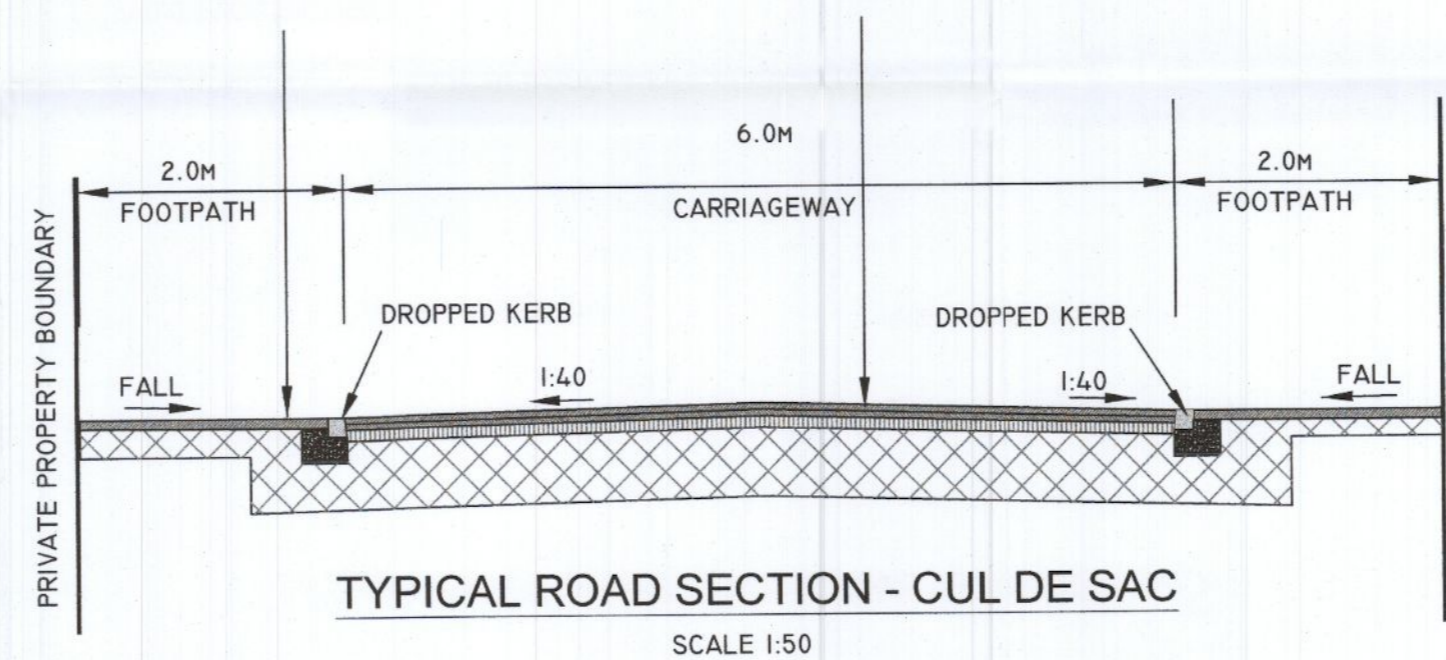 6.0M
2.0M
2.0M
FOOTPATH
CARRIAGEWAY
FOOTPATH
PRIVATE PROPERTY BOUNDARY
DROPPED KERB
DROPPED KERB
FALL
1:40
1:40
FALL
TYPICAL ROAD SECTION - CUL DE SAC
SCALE 1:50